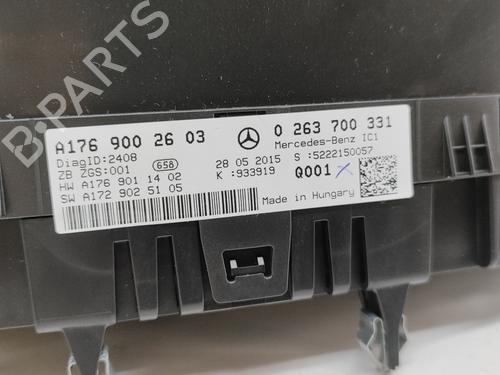 A176 900 26 03
0 263 700 331
DiagID:2408
Mercedes-Benz IC1
ZB ZGS:001
658
28 05 2015
S :5222150057
HW A176 901 14 02
K :933919
Q001
SW A172 902 51 05
Made in Hungary
B-PARTS